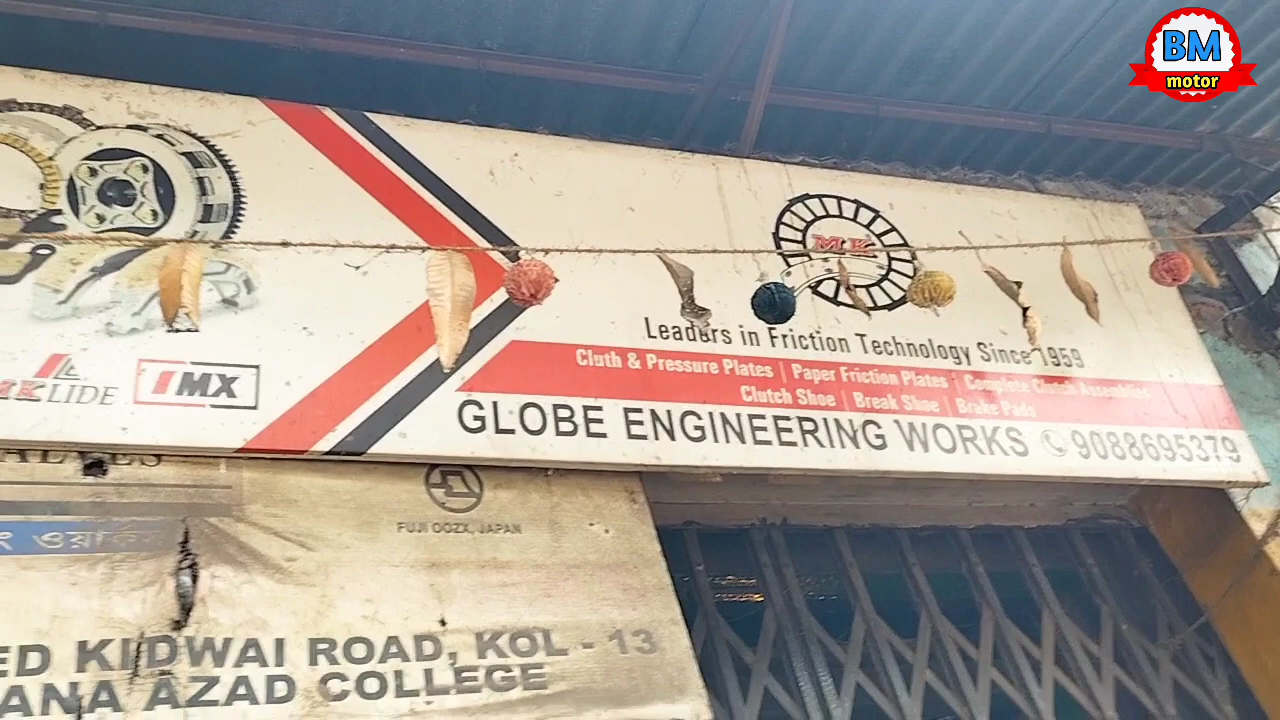 BM
motor
MK
Leaders in Friction Technology Since 1959
Cluth & Pressure Plates | Paper Friction Plates | Complete Clutch Assemblies
Clutch Shoe | Break Shoe | Brake Pads
LIDE
IMX
GLOBE ENGINEERING WORKS 9088695379
FUJI OOZX, JAPAN
ED KIDWAI ROAD, KOL - 13
ANA AZAD COLLEGE